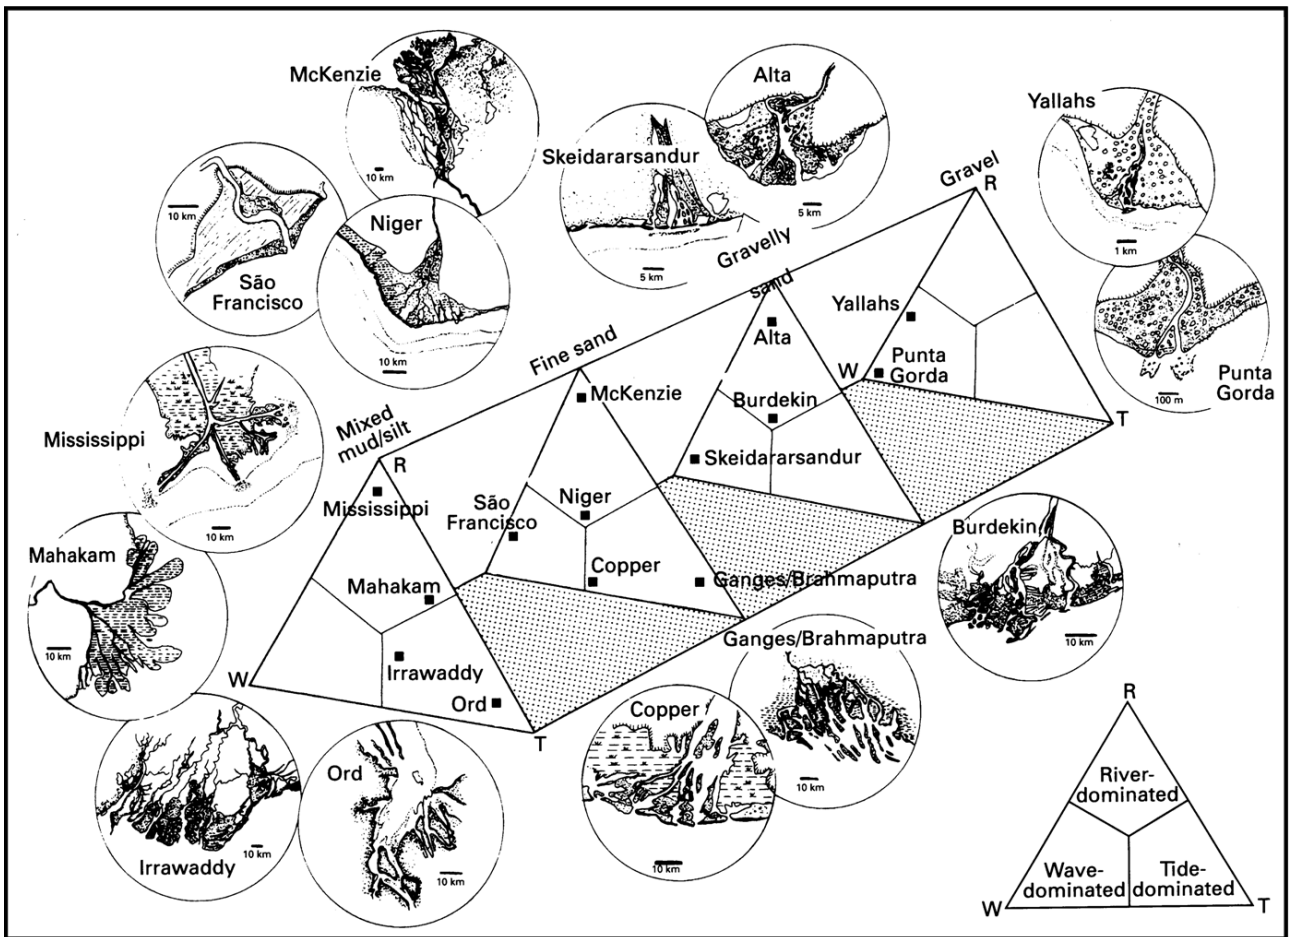 McKenzie
10 km
Alta
5 km
Yallahs
1 km
Skeidararsandur
5 km
São
Francisco
10 km
Niger
10 km
Punta
Gorda
100 m
Mississippi
10 km
Mahakam
10 km
Irrawaddy
10 km
Ord
10 km
Copper
10 km
Ganges/Brahmaputra
10 km
Burdekin
10 km
Gravel
R
Yallahs
W
Punta
Gorda
T
Gravelly
sand
Alta
Burdekin
Skeidararsandur
Fine sand
McKenzie
São
Francisco
Niger
Copper
Ganges/Brahmaputra
Mixed
mud/silt
R
Mississippi
Mahakam
Irrawaddy
W
Ord
T
R
River-
dominated
Wave-
dominated
Tide-
dominated
W
T